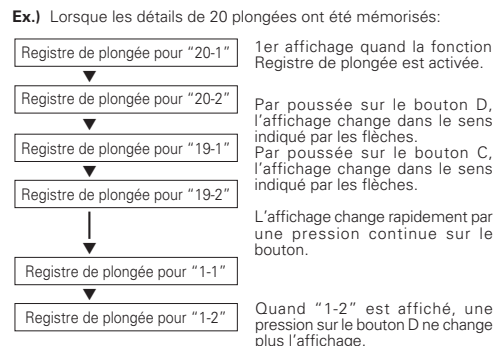 Ex.) Lorsque les détails de 20 plongées ont été mémorisés:
Registre de plongée pour “20-1”
1er affichage quand la fonction
Registre de plongée est activée.
Registre de plongée pour “20-2”
Par poussée sur le bouton D,
l’affichage change dans le sens
indiqué par les flèches.
Registre de plongée pour “19-1”
Par poussée sur le bouton C,
l’affichage change dans le sens
indiqué par les flèches.
Registre de plongée pour “19-2”
L’affichage change rapidement par
une pression continue sur le
bouton.
Registre de plongée pour “1-1”
Registre de plongée pour “1-2”
Quand “1-2” est affiché, une
pression sur le bouton D ne change
plus l’affichage.